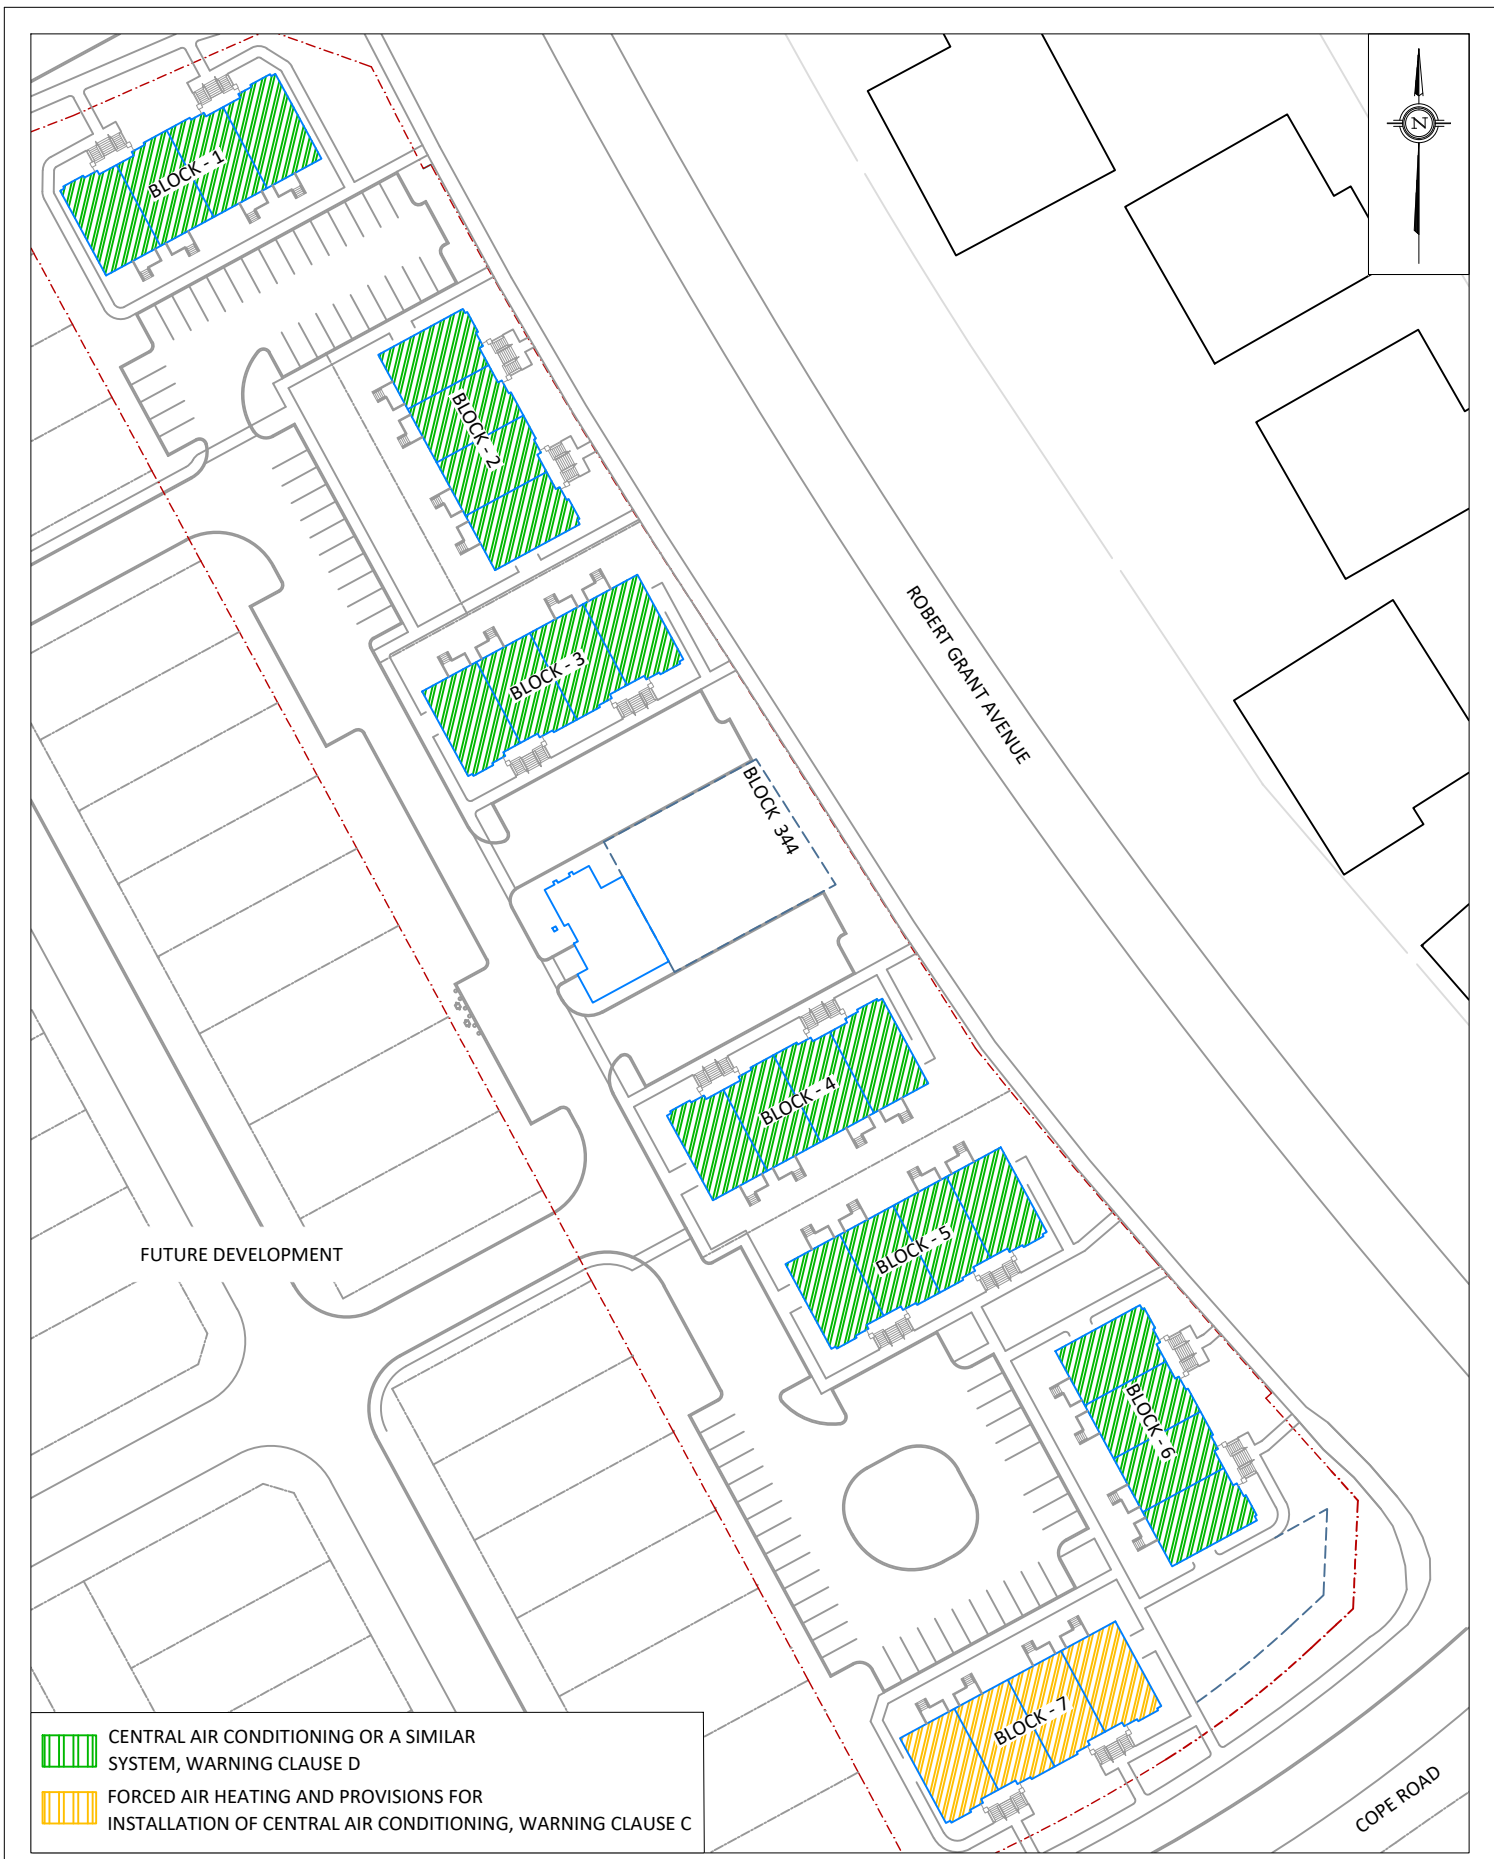 N
BLOCK - 1
BLOCK - 2
BLOCK - 3
ROBERT GRANT AVENUE
BLOCK 344
BLOCK - 4
BLOCK - 5
FUTURE DEVELOPMENT
BLOCK - 6
BLOCK - 7
COPE ROAD
CENTRAL AIR CONDITIONING OR A SIMILAR
SYSTEM, WARNING CLAUSE D
FORCED AIR HEATING AND PROVISIONS FOR
INSTALLATION OF CENTRAL AIR CONDITIONING, WARNING CLAUSE C